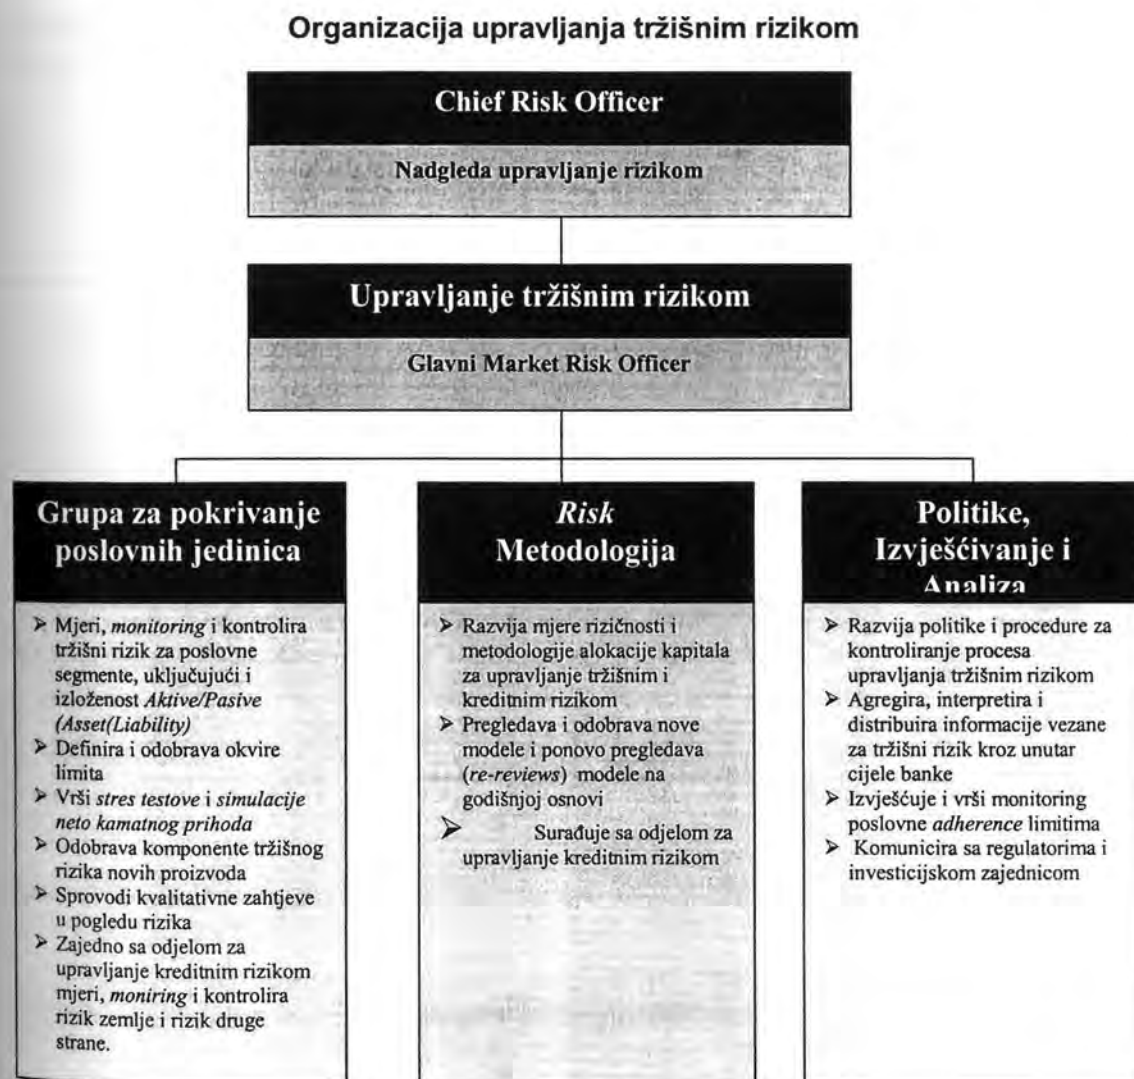 Organizacija upravljanja tržišnim rizikom
Chief Risk Officer
Nadgleda upravljanje rizikom
Upravljanje tržišnim rizikom
Glavni Market Risk Officer
Grupa za pokrivanje
poslovnih jedinica
➢ Mjeri, monitoring i kontrolira
tržišni rizik za poslovne
segmente, uključujući i
izloženost Aktive/Pasive
(Asset(Liability)
➢ Definira i odobrava okvire
limita
➢ Vrši stres testove i simulacije
neto kamatnog prihoda
➢ Odobrava komponente tržišnog
rizika novih proizvoda
➢ Sprovodi kvalitativne zahtjeve
u pogledu rizika
➢ Zajedno sa odjelom za
upravljanje kreditnim rizikom
mjeri, moniring i kontrolira
rizik zemlje i rizik druge
strane.
Risk
Metodologija
➢ Razvija mjere rizičnosti i
metodologije alokacije kapitala
za upravljanje tržišnim i
kreditnim rizikom
➢ Pregledava i odobrava nove
modele i ponovo pregledava
(re-reviews) modele na
godišnjoj osnovi
➢ Surađuje sa odjelom za
upravljanje kreditnim rizikom
Politike,
Izvješćivanje i
Analiza
➢ Razvija politike i procedure za
kontroliranje procesa
upravljanja tržišnim rizikom
➢ Agregira, interpretira i
distribuira informacije vezane
za tržišni rizik kroz unutar
cijele banke
➢ Izvješćuje i vrši monitoring
poslovne adherence limitima
➢ Komunicira sa regulatorima i
investicijskom zajednicom